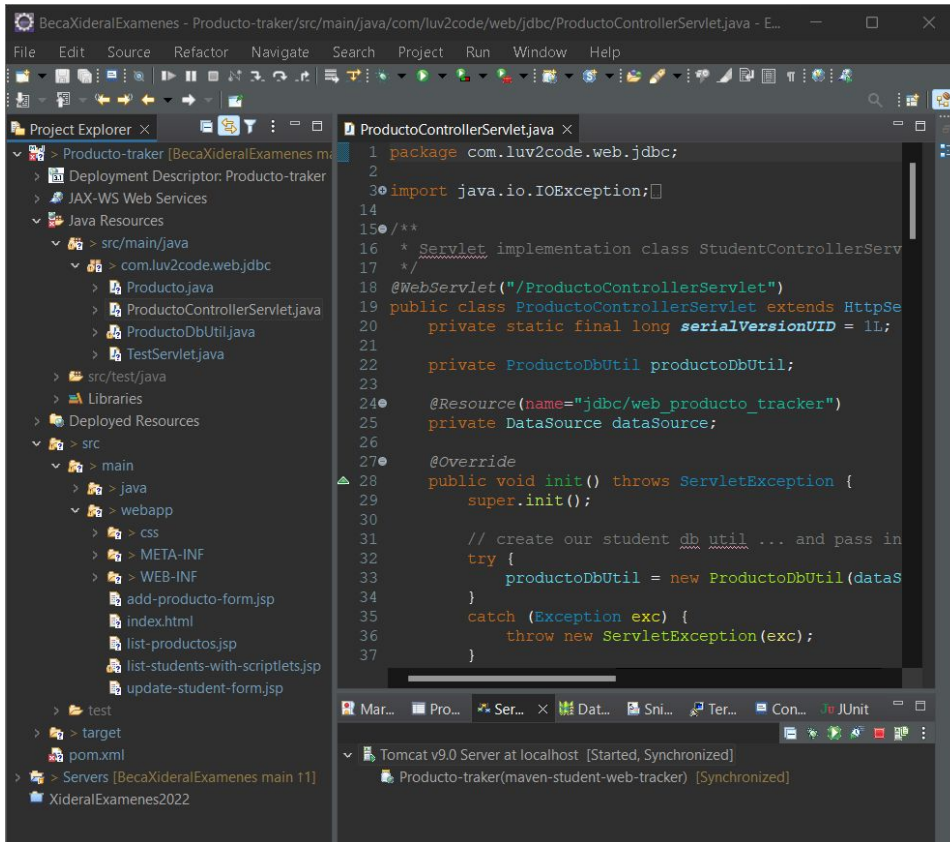 BecaXideralExamenes - Producto-traker/src/main/java/com/luv2code/web/jdbc/ProductoControllerServlet.java - E...
File Edit Source Refactor Navigate Search Project Run Window Help
Project Explorer
> Producto-traker [BecaXideralExamenes ma
Deployment Descriptor: Producto-traker
JAX-WS Web Services
Java Resources
> src/main/java
> com.luv2code.web.jdbc
Producto.java
ProductoControllerServlet.java
> ProductoDbUtil.java
TestServlet.java
src/test/java
Libraries
Deployed Resources
> src
> main
> java
> webapp
> css
> META-INF
> WEB-INF
add-producto-form.jsp
index.html
list-productos.jsp
list-students-with-scriptlets.jsp
update-student-form.jsp
> test
> target
pom.xml
> Servers [BecaXideralExamenes main ↑1]
XideralExamenes2022
ProductoControllerServlet.java
1 package com.luv2code.web.jdbc;
2
3 import java.io.IOException;
14
15 /**
16 * Servlet implementation class StudentControllerServ
17 */
18 @WebServlet("/ProductoControllerServlet")
19 public class ProductoControllerServlet extends HttpSe
20 private static final long serialVersionUID = 1L;
21
22 private ProductoDbUtil productoDbUtil;
23
24 @Resource(name="jdbc/web_producto_tracker")
25 private DataSource dataSource;
26
27 @Override
28 public void init() throws ServletException {
29 super.init();
30
31 // create our student db util ... and pass in
32 try {
33 productoDbUtil = new ProductoDbUtil(dataS
34 }
35 catch (Exception exc) {
36 throw new ServletException(exc);
37 }
Mar... Pro... Ser... Dat... Sni... Ter... Con... JUnit
Tomcat v9.0 Server at localhost [Started, Synchronized]
Producto-traker(maven-student-web-tracker) [Synchronized]